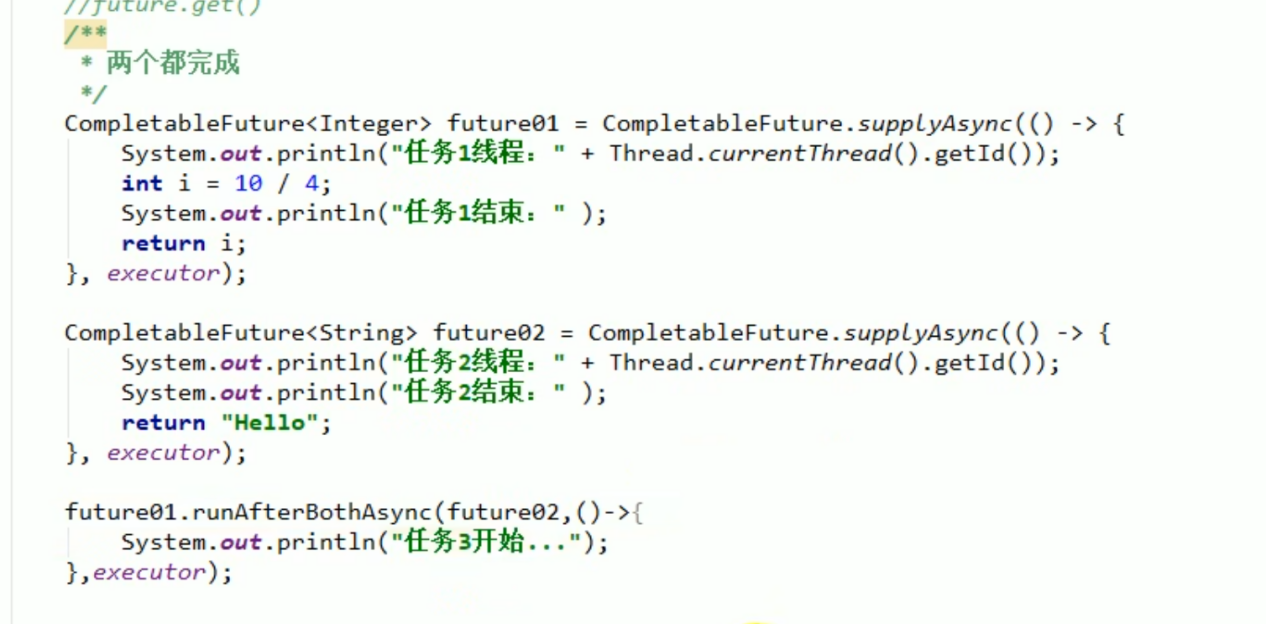 //future.get()
/**
 * 两个都完成
 */
CompletableFuture<Integer> future01 = CompletableFuture.supplyAsync(() -> {
    System.out.println("任务1线程：" + Thread.currentThread().getId());
    int i = 10 / 4;
    System.out.println("任务1结束：" );
    return i;
}, executor);
CompletableFuture<String> future02 = CompletableFuture.supplyAsync(() -> {
    System.out.println("任务2线程：" + Thread.currentThread().getId());
    System.out.println("任务2结束：" );
    return "Hello";
}, executor);
future01.runAfterBothAsync(future02,()->{
    System.out.println("任务3开始...");
},executor);